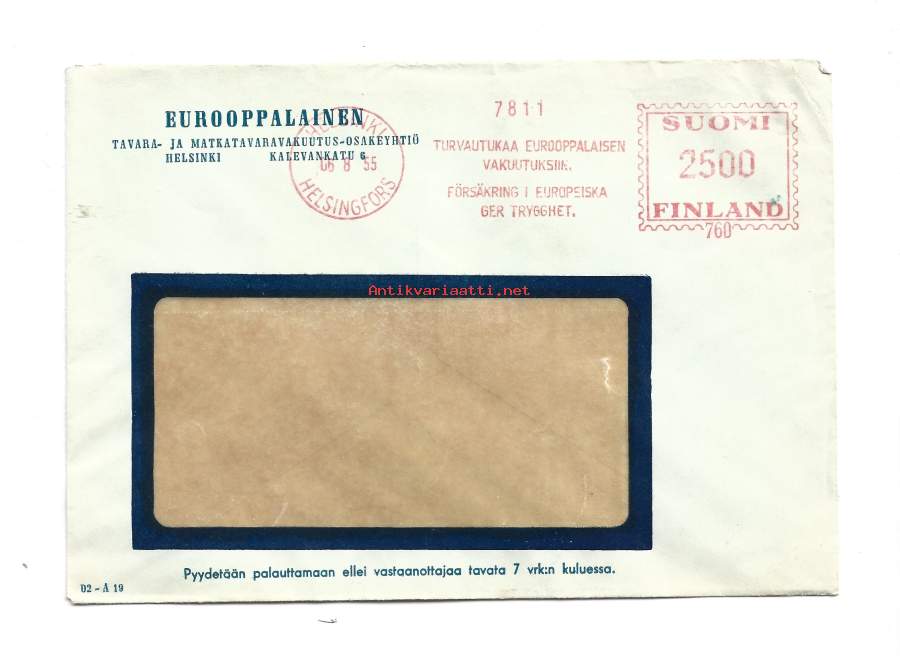 EUROOPPALAINEN
TAVARA- JA MATKATAVARAVAKUUTUS-OSAKEYHTIÖ
HELSINKI KALEVANKATU 6
HELSINKI
06 8 55
HELSINGFORS
7811
TURVAUTUKAA EUROOPPALAISEN
VAKUUTUKSIIN.
FÖRSÄKRING I EUROPEISKA
GER TRYGGHET.
SUOMI
2500
FINLAND
760
Antikvariaatti.net
Pyydetään palauttamaan ellei vastaanottajaa tavata 7 vrk:n kuluessa.
02 - A 19